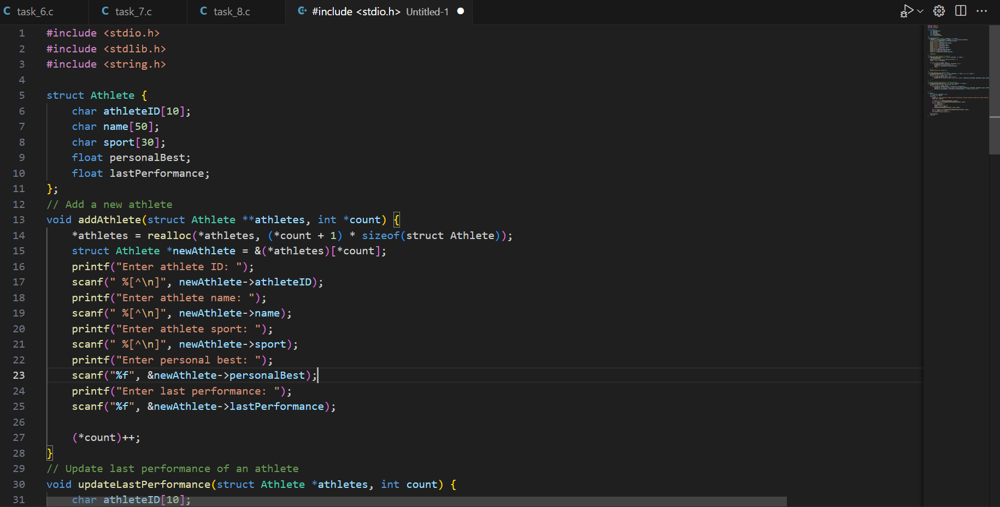 task_6.c
task_7.c
task_8.c
#include <stdio.h> Untitled-1
1 #include <stdio.h>
2 #include <stdlib.h>
3 #include <string.h>
4
5 struct Athlete {
6 char athleteID[10];
7 char name[50];
8 char sport[30];
9 float personalBest;
10 float lastPerformance;
11 };
12 // Add a new athlete
13 void addAthlete(struct Athlete **athletes, int *count) {
14 *athletes = realloc(*athletes, (*count + 1) * sizeof(struct Athlete));
15 struct Athlete *newAthlete = &(*athletes)[*count];
16 printf("Enter athlete ID: ");
17 scanf(" %[^\n]", newAthlete->athleteID);
18 printf("Enter athlete name: ");
19 scanf(" %[^\n]", newAthlete->name);
20 printf("Enter athlete sport: ");
21 scanf(" %[^\n]", newAthlete->sport);
22 printf("Enter personal best: ");
23 scanf("%f", &newAthlete->personalBest);
24 printf("Enter last performance: ");
25 scanf("%f", &newAthlete->lastPerformance);
26
27 (*count)++;
28 }
29 // Update last performance of an athlete
30 void updateLastPerformance(struct Athlete *athletes, int count) {
31 char athleteID[10];